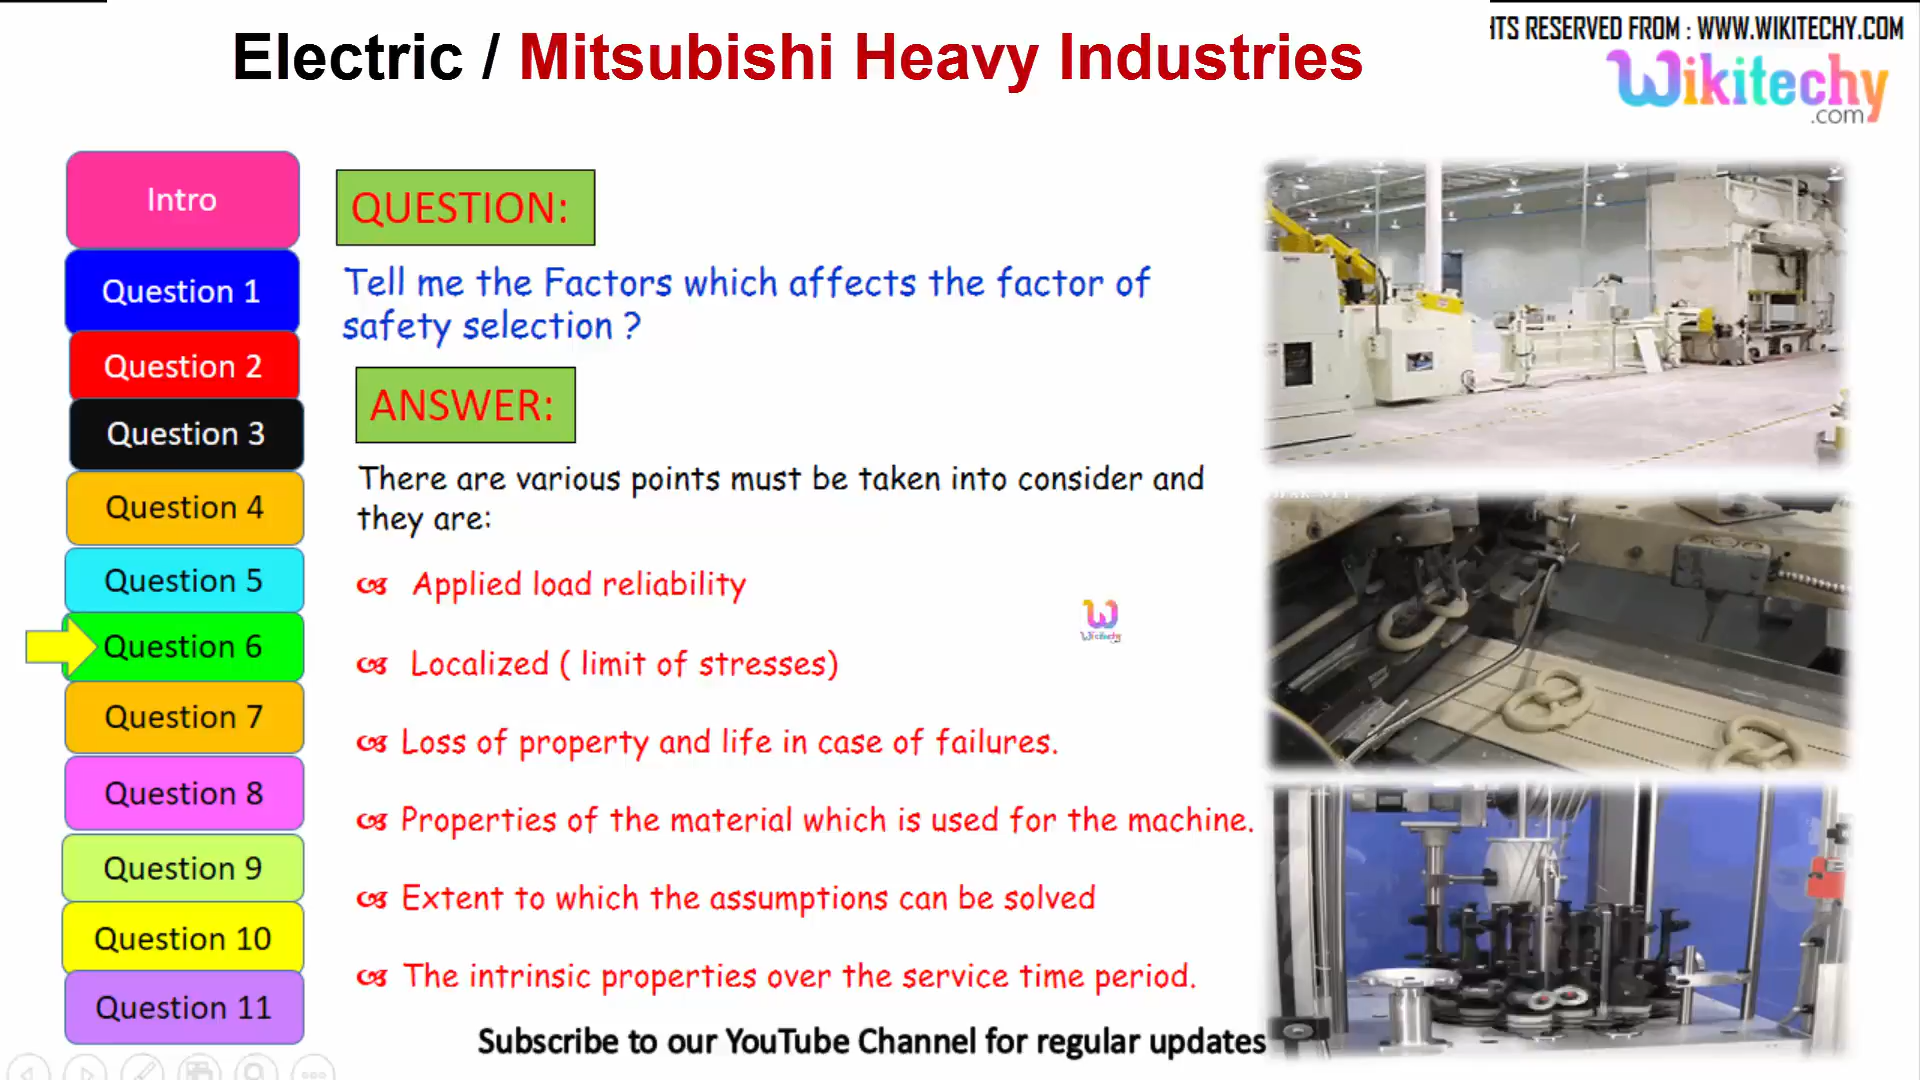 Electric / Mitsubishi Heavy Industries
RESERVED FROM : WWW.WIKITECHY.COM
Wikitechy
.com
Intro
Question 1
Question 2
Question 3
Question 4
Question 5
Question 6
Question 7
Question 8
Question 9
Question 10
Question 11
QUESTION:
Tell me the Factors which affects the factor of
safety selection ?
ANSWER:
There are various points must be taken into consider and
they are:
Applied load reliability
Localized ( limit of stresses)
Loss of property and life in case of failures.
Properties of the material which is used for the machine.
Extent to which the assumptions can be solved
The intrinsic properties over the service time period.
W
Wikitechy
Subscribe to our YouTube Channel for regular updates